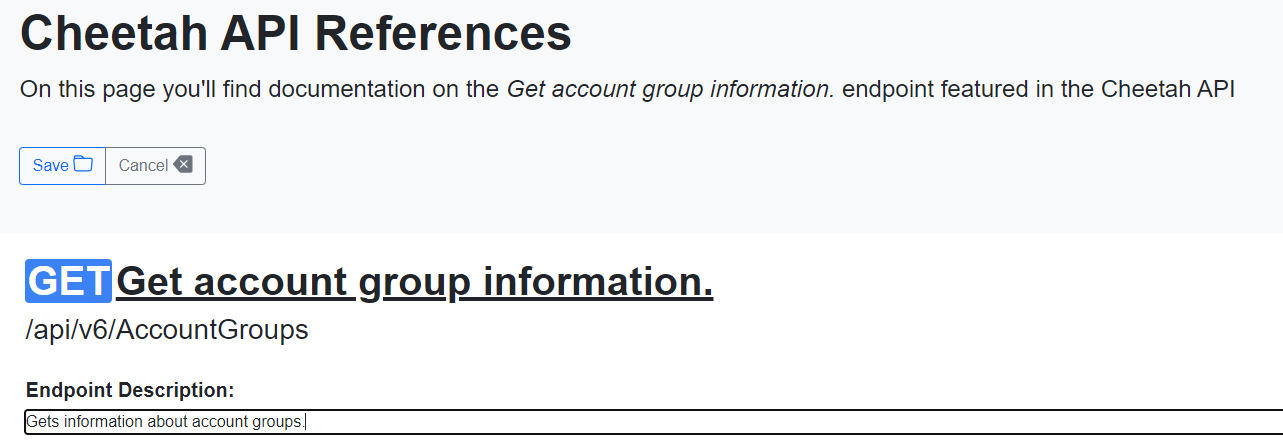 Cheetah API References
On this page you'll find documentation on the Get account group information. endpoint featured in the Cheetah API
Save Cancel
GET Get account group information.
/api/v6/AccountGroups
Endpoint Description:
Gets information about account groups.